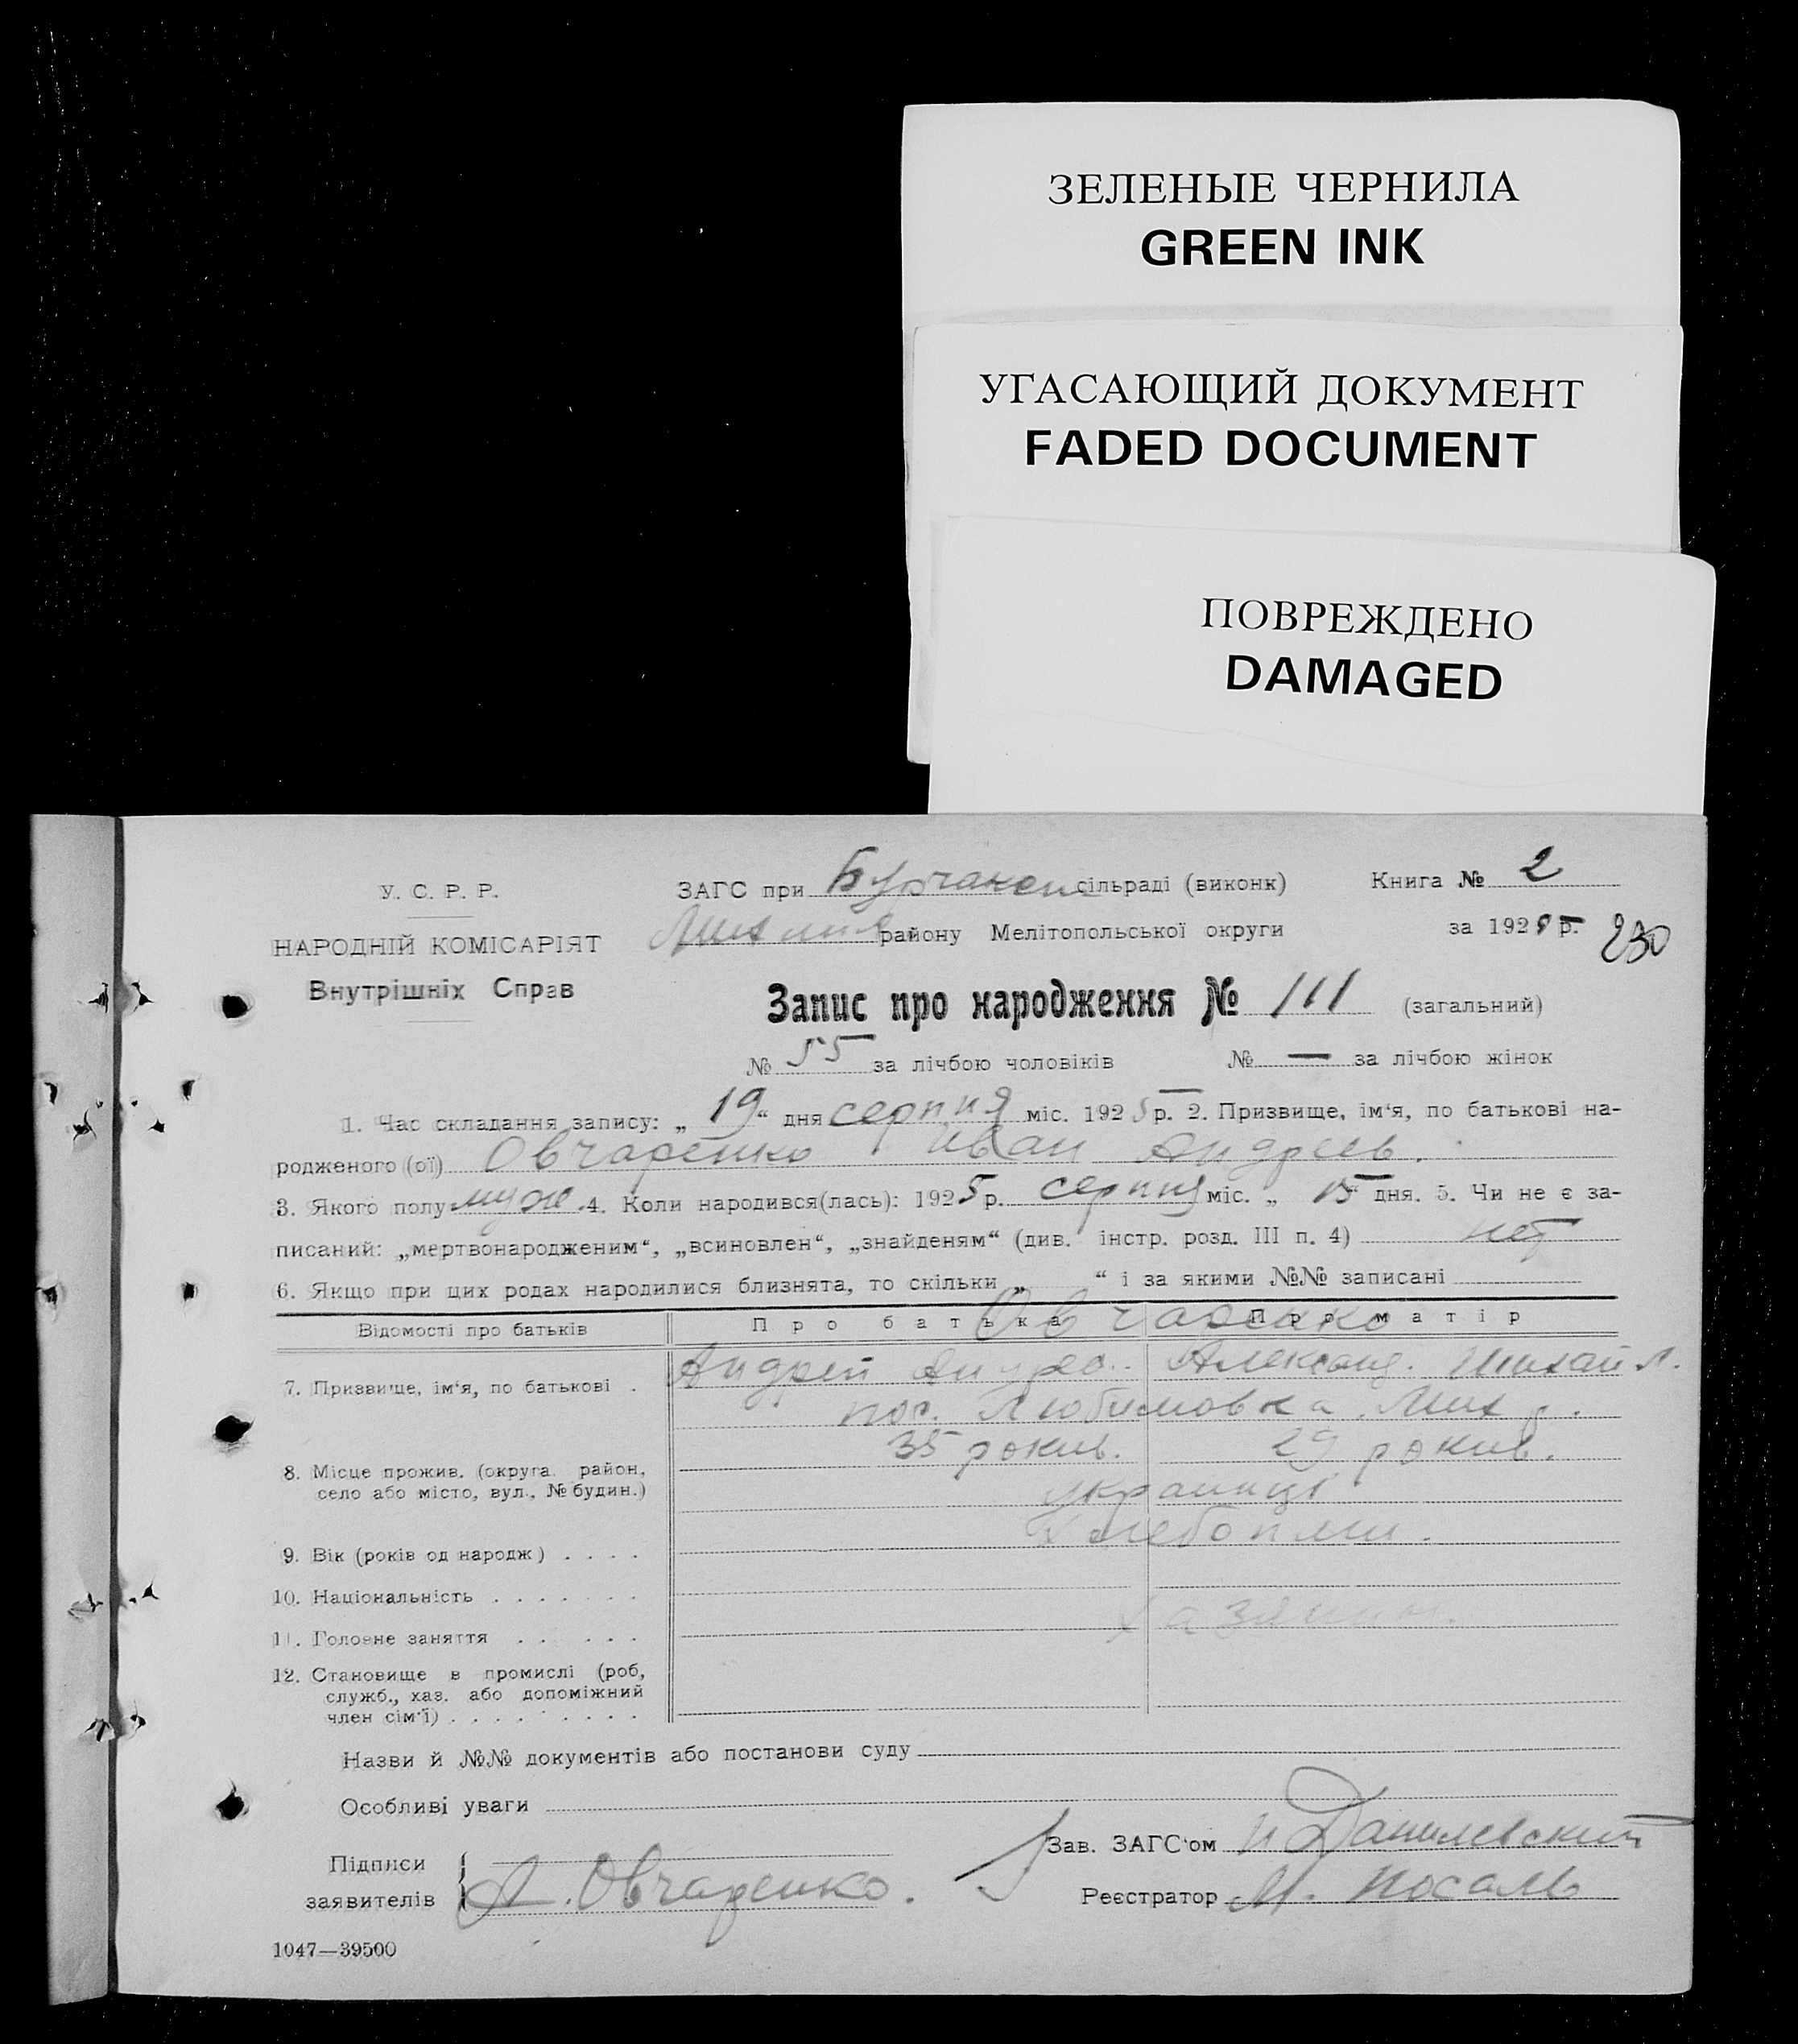 ЗЕЛЕНЫЕ ЧЕРНИЛА
GREEN INK
УГАСАЮЩИЙ ДОКУМЕНТ
FADED DOCUMENT
ПОВРЕЖДЕНО
DAMAGED
У. С. Р. Р.
НАРОДНІЙ КОМІСАРІЯТ
Внутрішніх Справ
ЗАГС при сільраді (виконк)
Книга № 2
району Мелітопольської округи
за 1925 р. 230
Запис про народження № 111 (загальний)
№ 55 за лічбою чоловіків № — за лічбою жінок
1. Час складання запису: „ 19 “ дня серпня міс. 1925 р. 2. Призвище, ім‘я, по батькові на-
родженого (ої) Овчаренко Иван Андреев.
3. Якого полу муж. 4. Коли народився(лась): 1925 р. серпня міс. „ 15 “ дня. 5. Чи не є за-
писаний: „мертвонародженим“, „всиновлен“, „знайденям“ (див. інстр. розд. III п. 4) нет
6. Якщо при цих родах народилися близнята, то скільки „ “ і за якими №№ записані
Відомості про батьків Про батька Про матір
Овчаренко
7. Призвище, ім‘я, по батькові . Андрей Андре.. Александ. Михайл.
пос. Любимовка Мих р.
35 рокив. 29 рокив.
8. Місце прожив. (округа район,
село або місто, вул., № будин.)
украинці
9. Вік (років од народж) . . . .
10. Національність . . . . . . .
11. Головне заняття . . . . .
12. Становище в промислі (роб,
служб., хаз. або допоміжний
член сім‘ї) . . . . . . . . .
Назви й №№ документів або постанови суду
Особливі уваги
Зав. ЗАГС‘ом И Данилевский
Підписи
заявителів А. Овчаренко.
Реєстратор М. Носаль
1047—39500